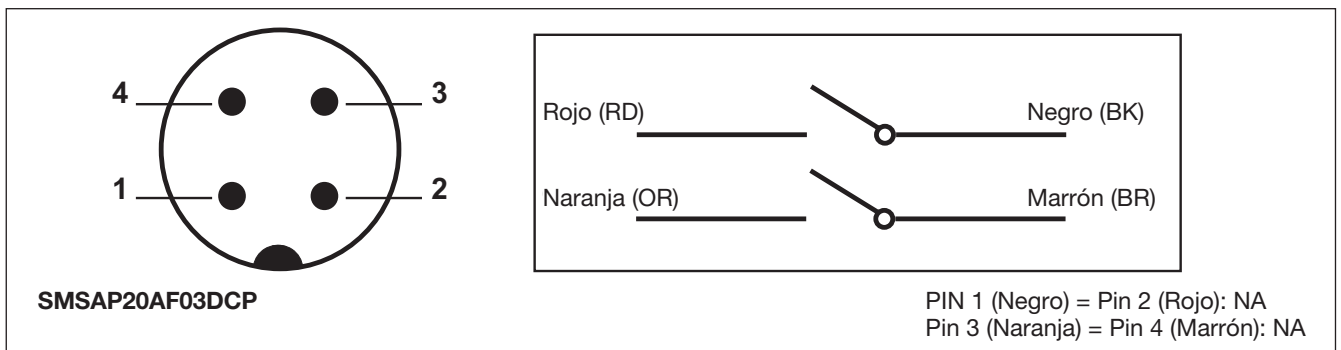 4 3
1 2
SMSAP20AF03DCP
Rojo (RD) Negro (BK)
Naranja (OR) Marrón (BR)
PIN 1 (Negro) = Pin 2 (Rojo): NA
Pin 3 (Naranja) = Pin 4 (Marrón): NA